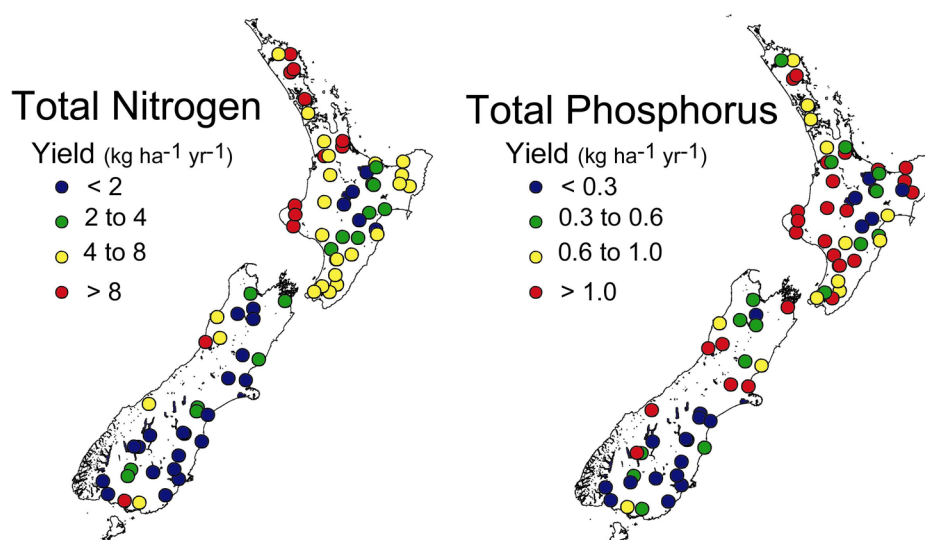 Total Nitrogen
Yield (kg ha⁻¹ yr⁻¹)
< 2
2 to 4
4 to 8
> 8
Total Phosphorus
Yield (kg ha⁻¹ yr⁻¹)
< 0.3
0.3 to 0.6
0.6 to 1.0
> 1.0